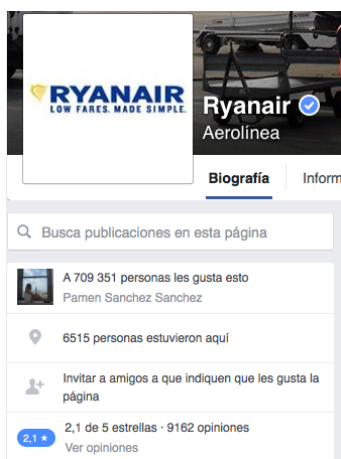 RYANAIR
LOW FARES. MADE SIMPLE.
Ryanair
Aerolínea
Biografía
Inform
Busca publicaciones en esta página
A 709 351 personas les gusta esto
Pamen Sanchez Sanchez
6515 personas estuvieron aquí
Invitar a amigos a que indiquen que les gusta la
página
2,1 ★
2,1 de 5 estrellas · 9162 opiniones
Ver opiniones